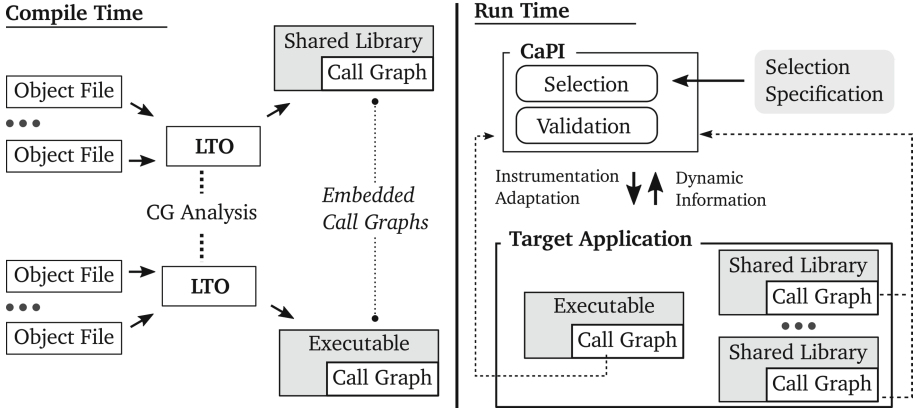 Compile Time
Object File
Object File
LTO
Shared Library
Call Graph
CG Analysis
Embedded
Call Graphs
Object File
Object File
LTO
Executable
Call Graph
Run Time
CaPI
Selection
Validation
Selection
Specification
Instrumentation
Adaptation
Dynamic
Information
Target Application
Executable
Call Graph
Shared Library
Call Graph
Shared Library
Call Graph